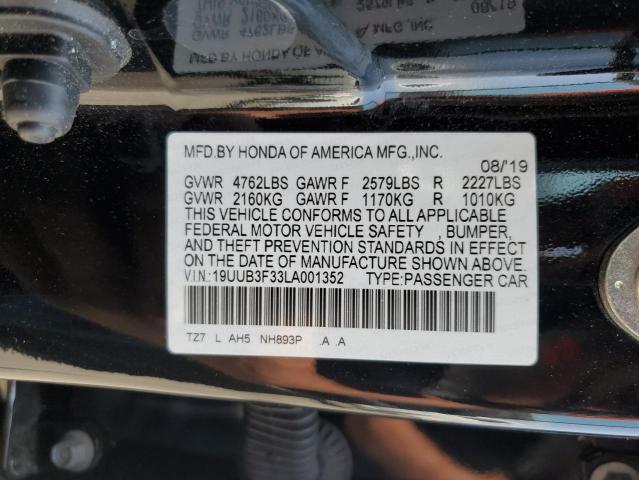 MFD.BY HONDA OF AMERICA MFG.,INC.
08/'19
GVWR 4762LBS GAWR F 2579LBS R 2227LBS
GVWR 2160KG GAWR F 1170KG R 1010KG
THIS VEHICLE CONFORMS TO ALL APPLICABLE
FEDERAL MOTOR VEHICLE SAFETY , BUMPER,
AND THEFT PREVENTION STANDARDS IN EFFECT
ON THE DATE OF MANUFACTURE SHOWN ABOVE.
V.I.N:19UUB3F33LA001352 TYPE:PASSENGER CAR
TZ7 L AH5 NH893P .A .A